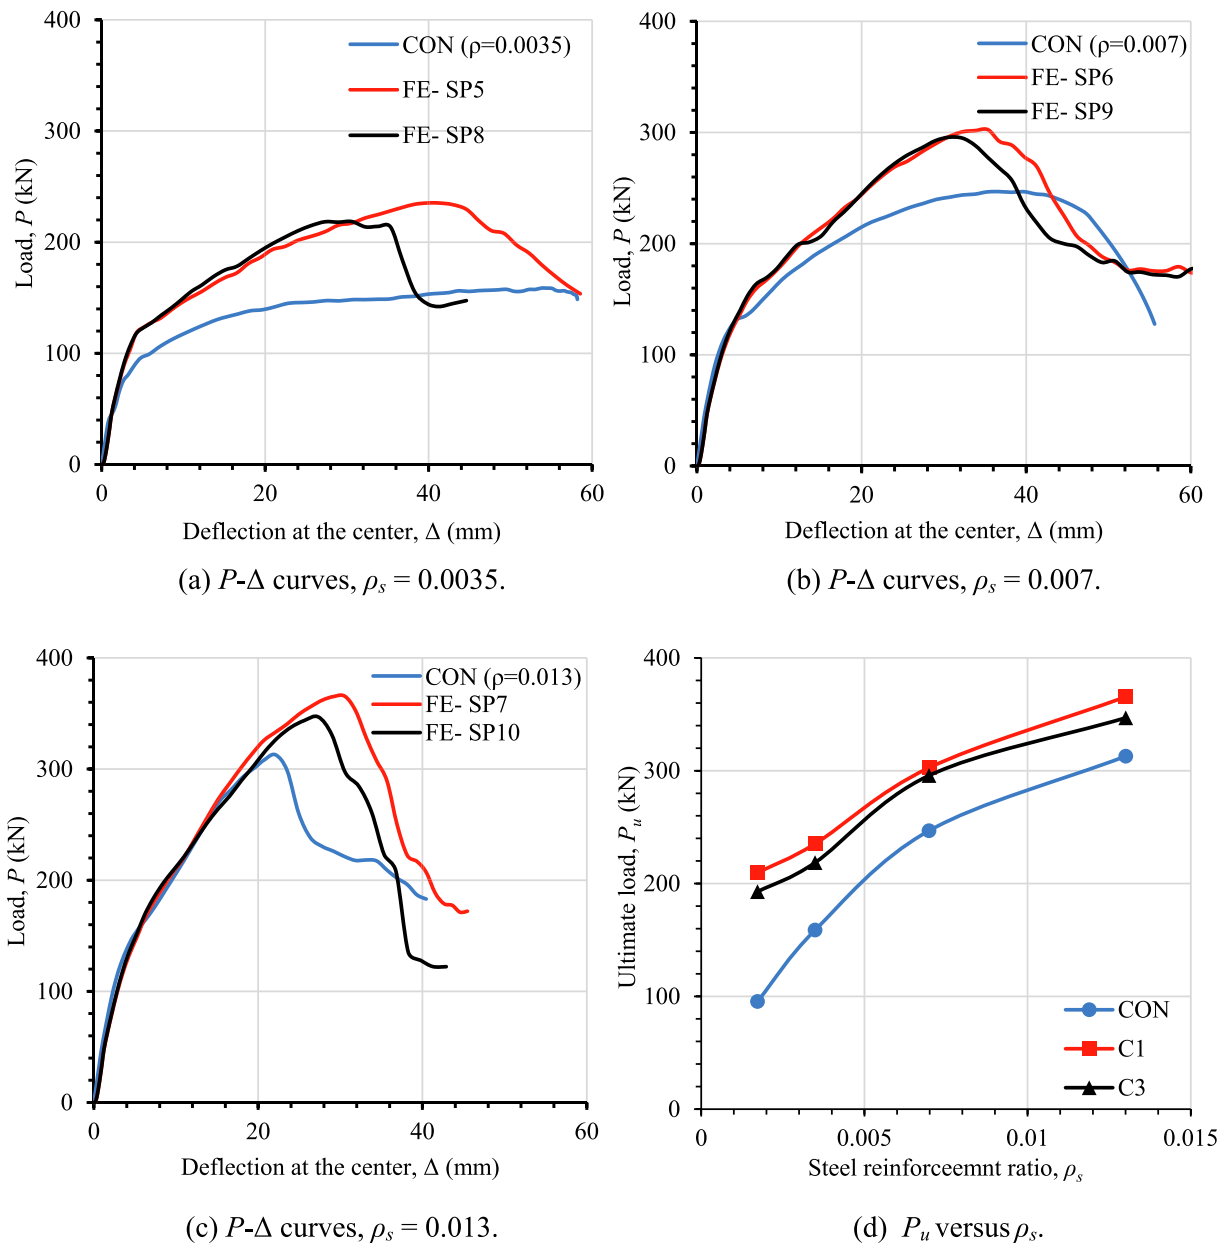 400
300
200
100
0
Load, P (kN)
CON (ρ=0.0035)
FE- SP5
FE- SP8
0 20 40 60
Deflection at the center, Δ (mm)
(a) P-Δ curves, ρs = 0.0035.
400
300
200
100
0
Load, P (kN)
CON (ρ=0.007)
FE- SP6
FE- SP9
0 20 40 60
Deflection at the center, Δ (mm)
(b) P-Δ curves, ρs = 0.007.
400
300
200
100
0
Load, P (kN)
CON (ρ=0.013)
FE- SP7
FE- SP10
0 20 40 60
Deflection at the center, Δ (mm)
(c) P-Δ curves, ρs = 0.013.
400
300
200
100
0
Ultimate load, Pu (kN)
CON
C1
C3
0 0.005 0.01 0.015
Steel reinforceemnt ratio, ρs
(d) Pu versus ρs.